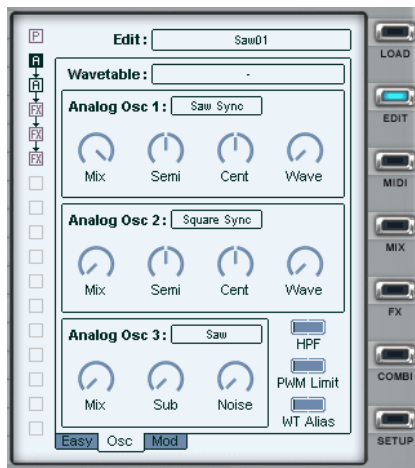 P
Edit: Saw01
LOAD
A
A
Wavetable: -
FX
Analog Osc 1: Saw Sync
EDIT
FX
FX
Mix Semi Cent Wave
MIDI
Analog Osc 2: Square Sync
MIX
Mix Semi Cent Wave
FX
Analog Osc 3: Saw
HPF
COMBI
PWM Limit
Mix Sub Noise
WT Alias
Easy Osc Mod
SETUP